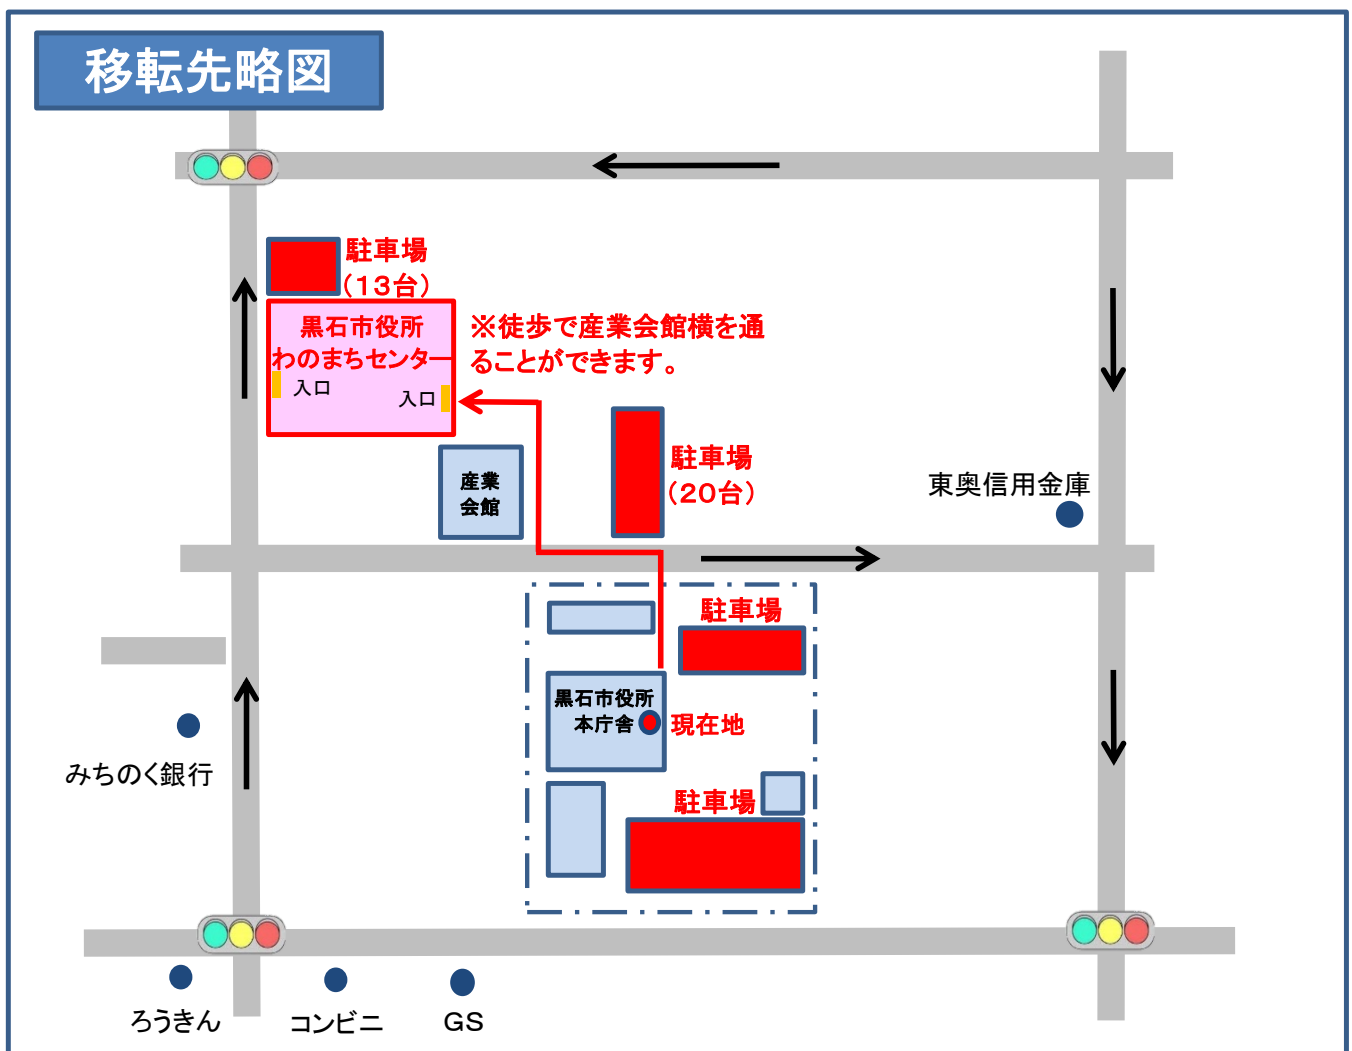 移転先略図
駐車場
(13台)
黒石市役所
わのまちセンター
入口
入口
※徒歩で産業会館横を通
ることができます。
産業
会館
駐車場
(20台)
東奥信用金庫
駐車場
黒石市役所
本庁舎
現在地
みちのく銀行
駐車場
ろうきん
コンビニ
GS